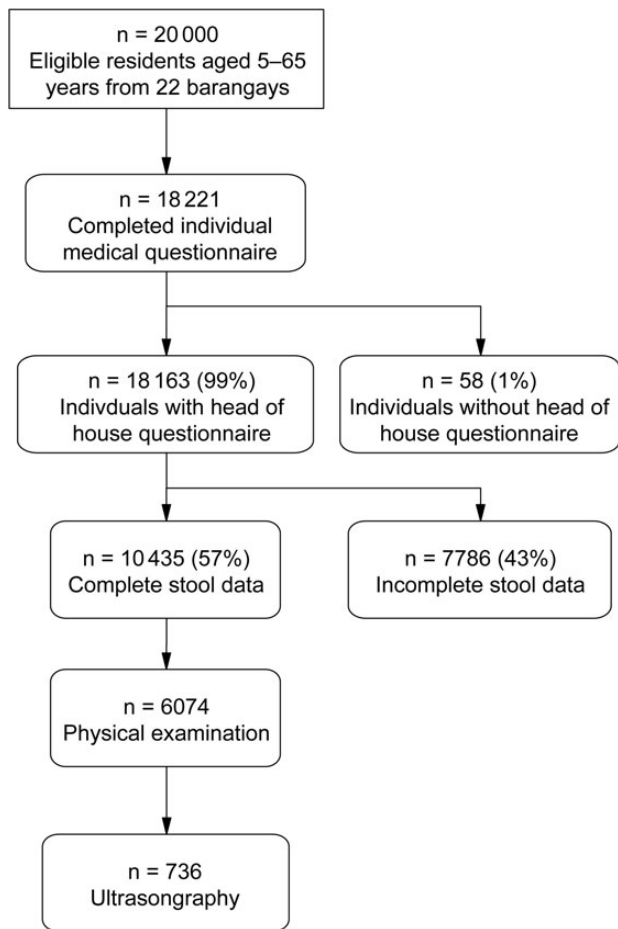 n = 20 000
Eligible residents aged 5–65
years from 22 barangays
n = 18 221
Completed individual
medical questionnaire
n = 18 163 (99%)
Indivduals with head of
house questionnaire
n = 58 (1%)
Individuals without head of
house questionnaire
n = 10 435 (57%)
Complete stool data
n = 7786 (43%)
Incomplete stool data
n = 6074
Physical examination
n = 736
Ultrasongraphy